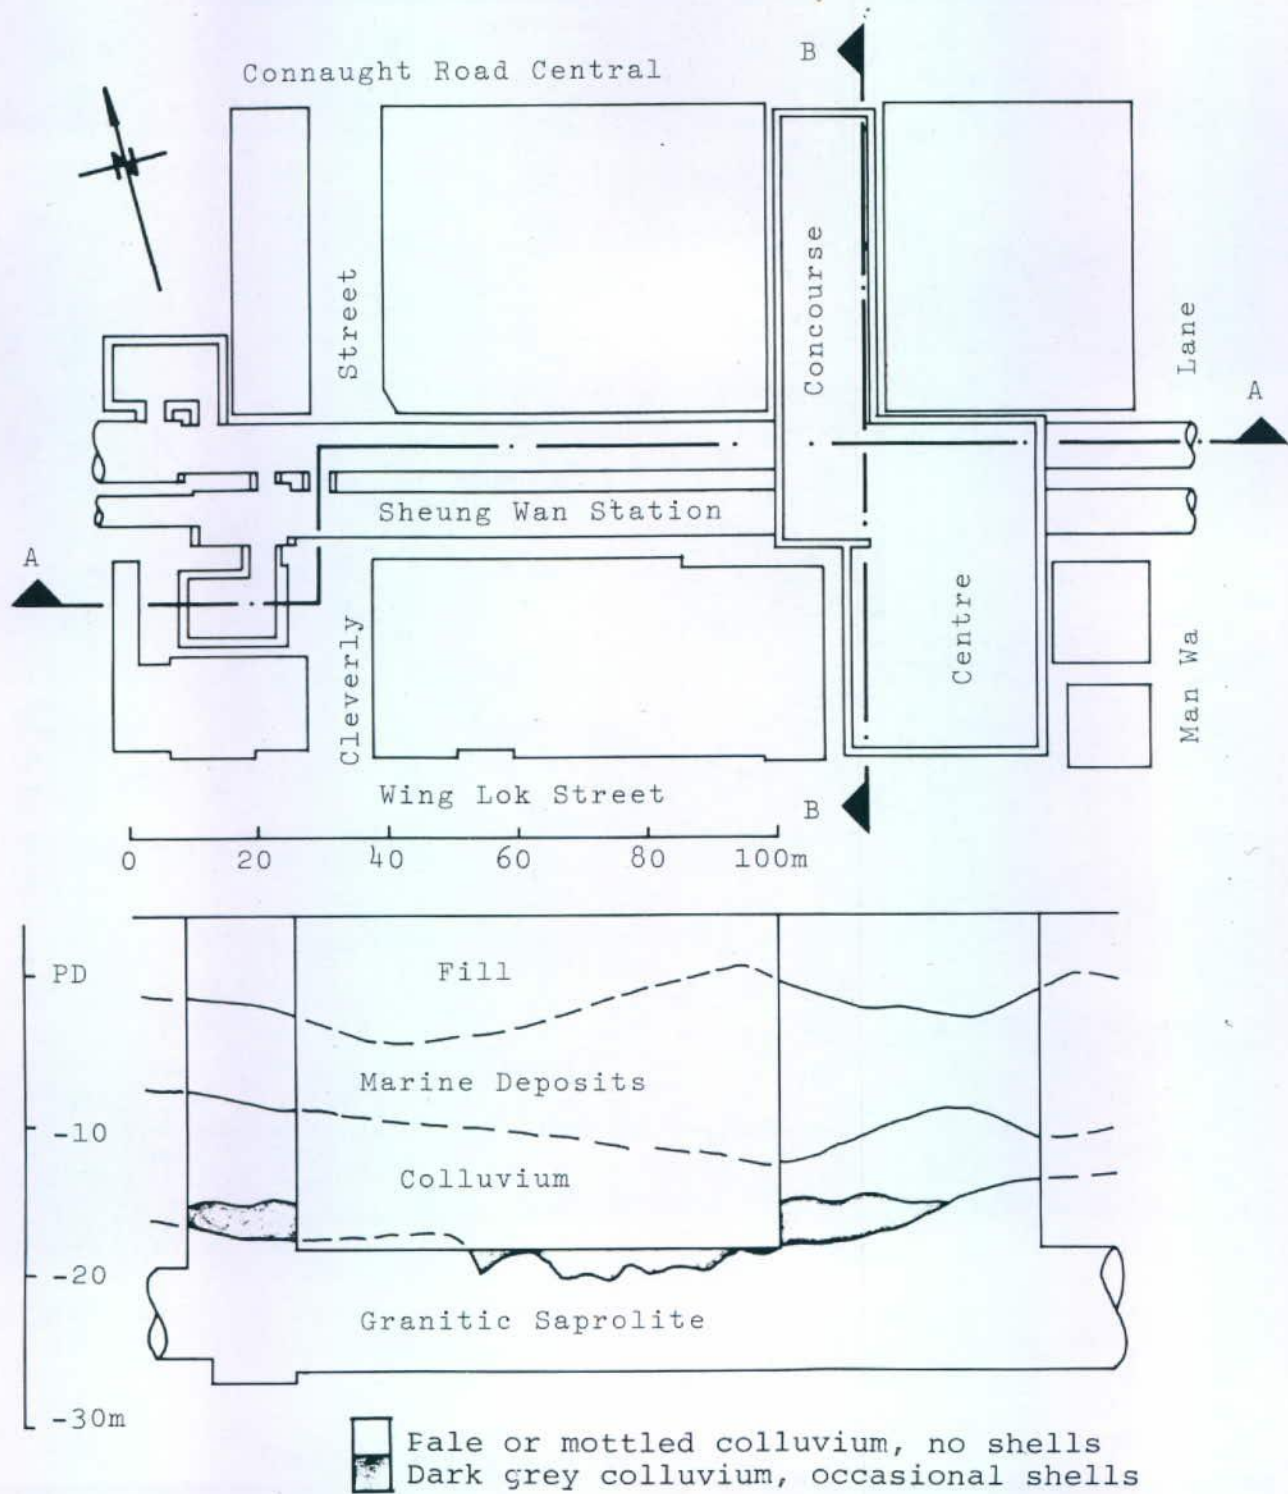 B
Connaught Road Central
Street
Concourse
Lane
A
Sheung Wan Station
A
Cleverly
Centre
Man Wa
Wing Lok Street
B
0 20 40 60 80 100m
PD
Fill
Marine Deposits
-10
Colluvium
-20
Granitic Saprolite
-30m
Pale or mottled colluvium, no shells
Dark grey colluvium, occasional shells